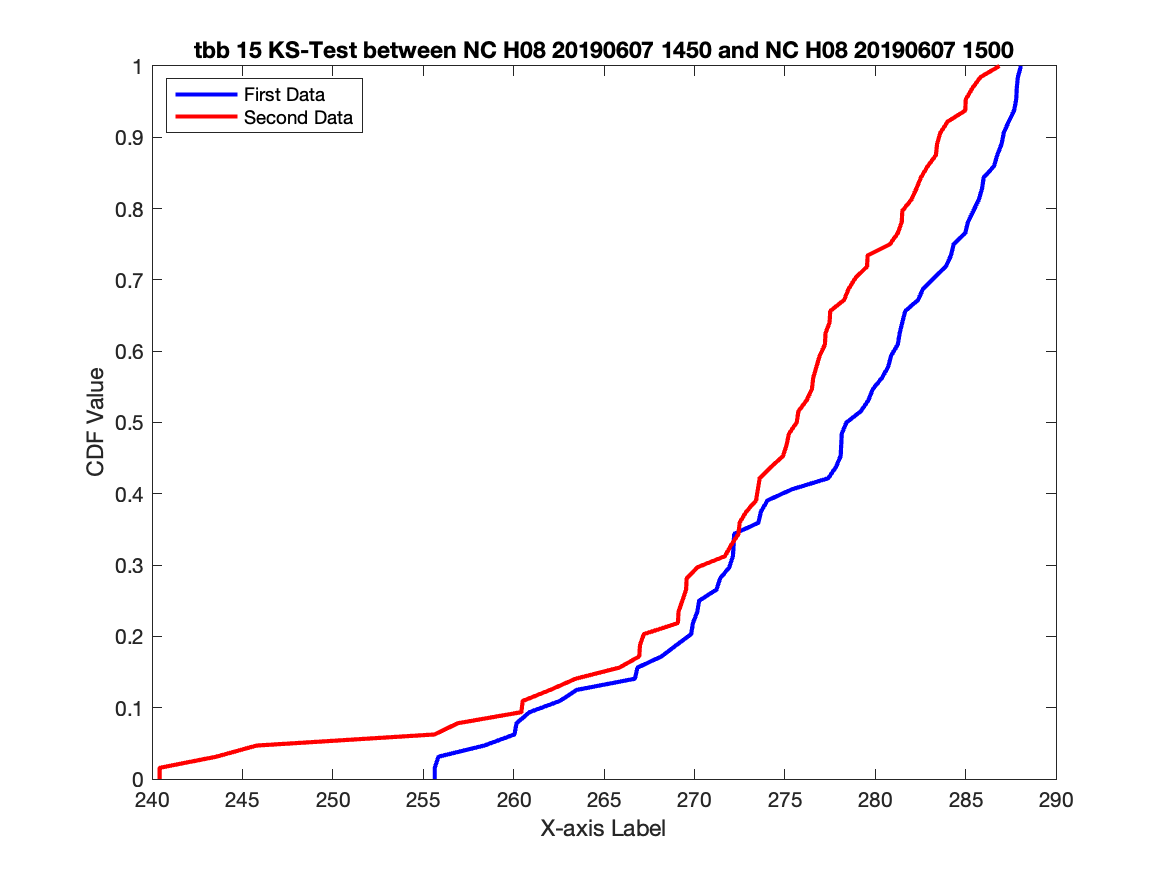 tbb 15 KS-Test between NC H08 20190607 1450 and NC H08 20190607 1500
First Data
Second Data
1
0.9
0.8
0.7
0.6
0.5
0.4
0.3
0.2
0.1
0
CDF Value
240 245 250 255 260 265 270 275 280 285 290
X-axis Label